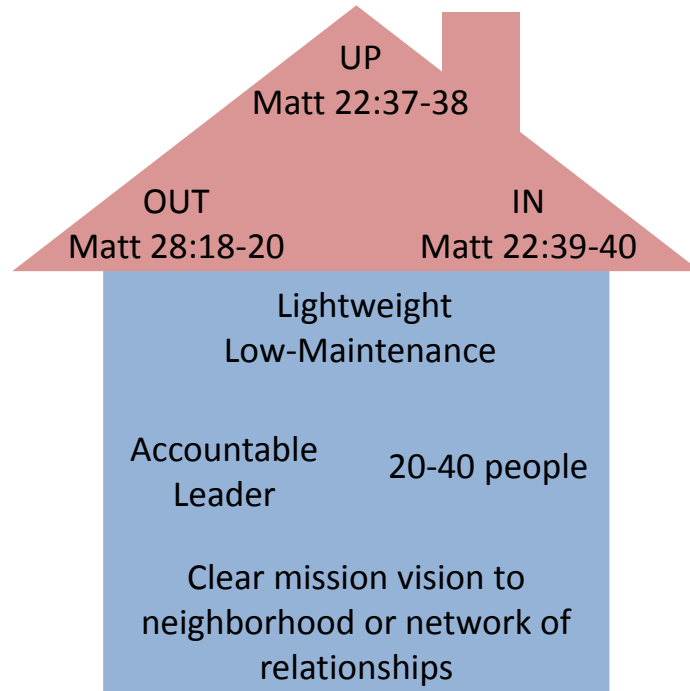 UP
Matt 22:37-38
OUT
Matt 28:18-20
IN
Matt 22:39-40
Lightweight
Low-Maintenance
Accountable
Leader
20-40 people
Clear mission vision to
neighborhood or network of
relationships